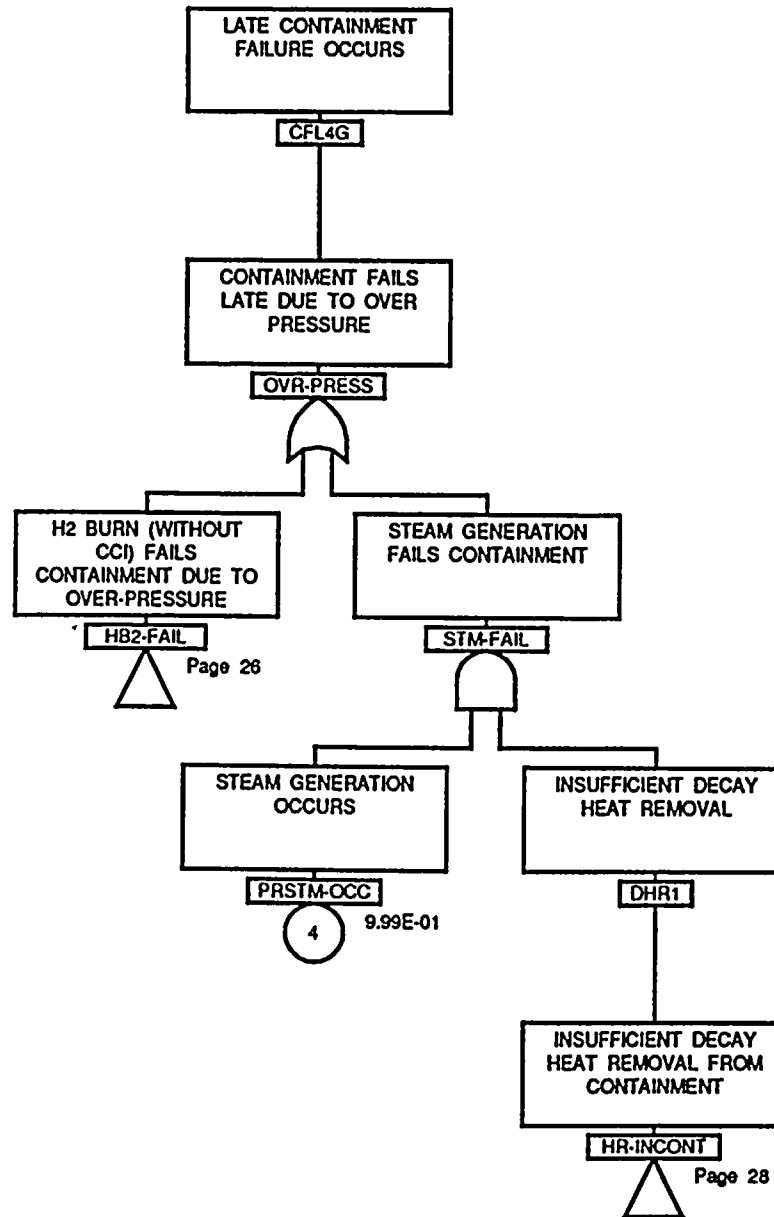 LATE CONTAINMENT
FAILURE OCCURS
CFL4G
CONTAINMENT FAILS
LATE DUE TO OVER
PRESSURE
OVR-PRESS
H2 BURN (WITHOUT
CCI) FAILS
CONTAINMENT DUE TO
OVER-PRESSURE
HB2-FAIL
Page 26
STEAM GENERATION
FAILS CONTAINMENT
STM-FAIL
STEAM GENERATION
OCCURS
PRSTM-OCC
4
9.99E-01
INSUFFICIENT DECAY
HEAT REMOVAL
DHR1
INSUFFICIENT DECAY
HEAT REMOVAL FROM
CONTAINMENT
HR-INCONT
Page 28